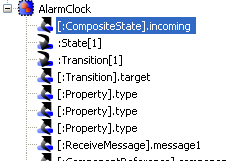 AlarmClock
[:CompositeState].incoming
:State[1]
:Transition[1]
[:Transition].target
[:Property].type
[:Property].type
[:Property].type
[:ReceiveMessage].message1